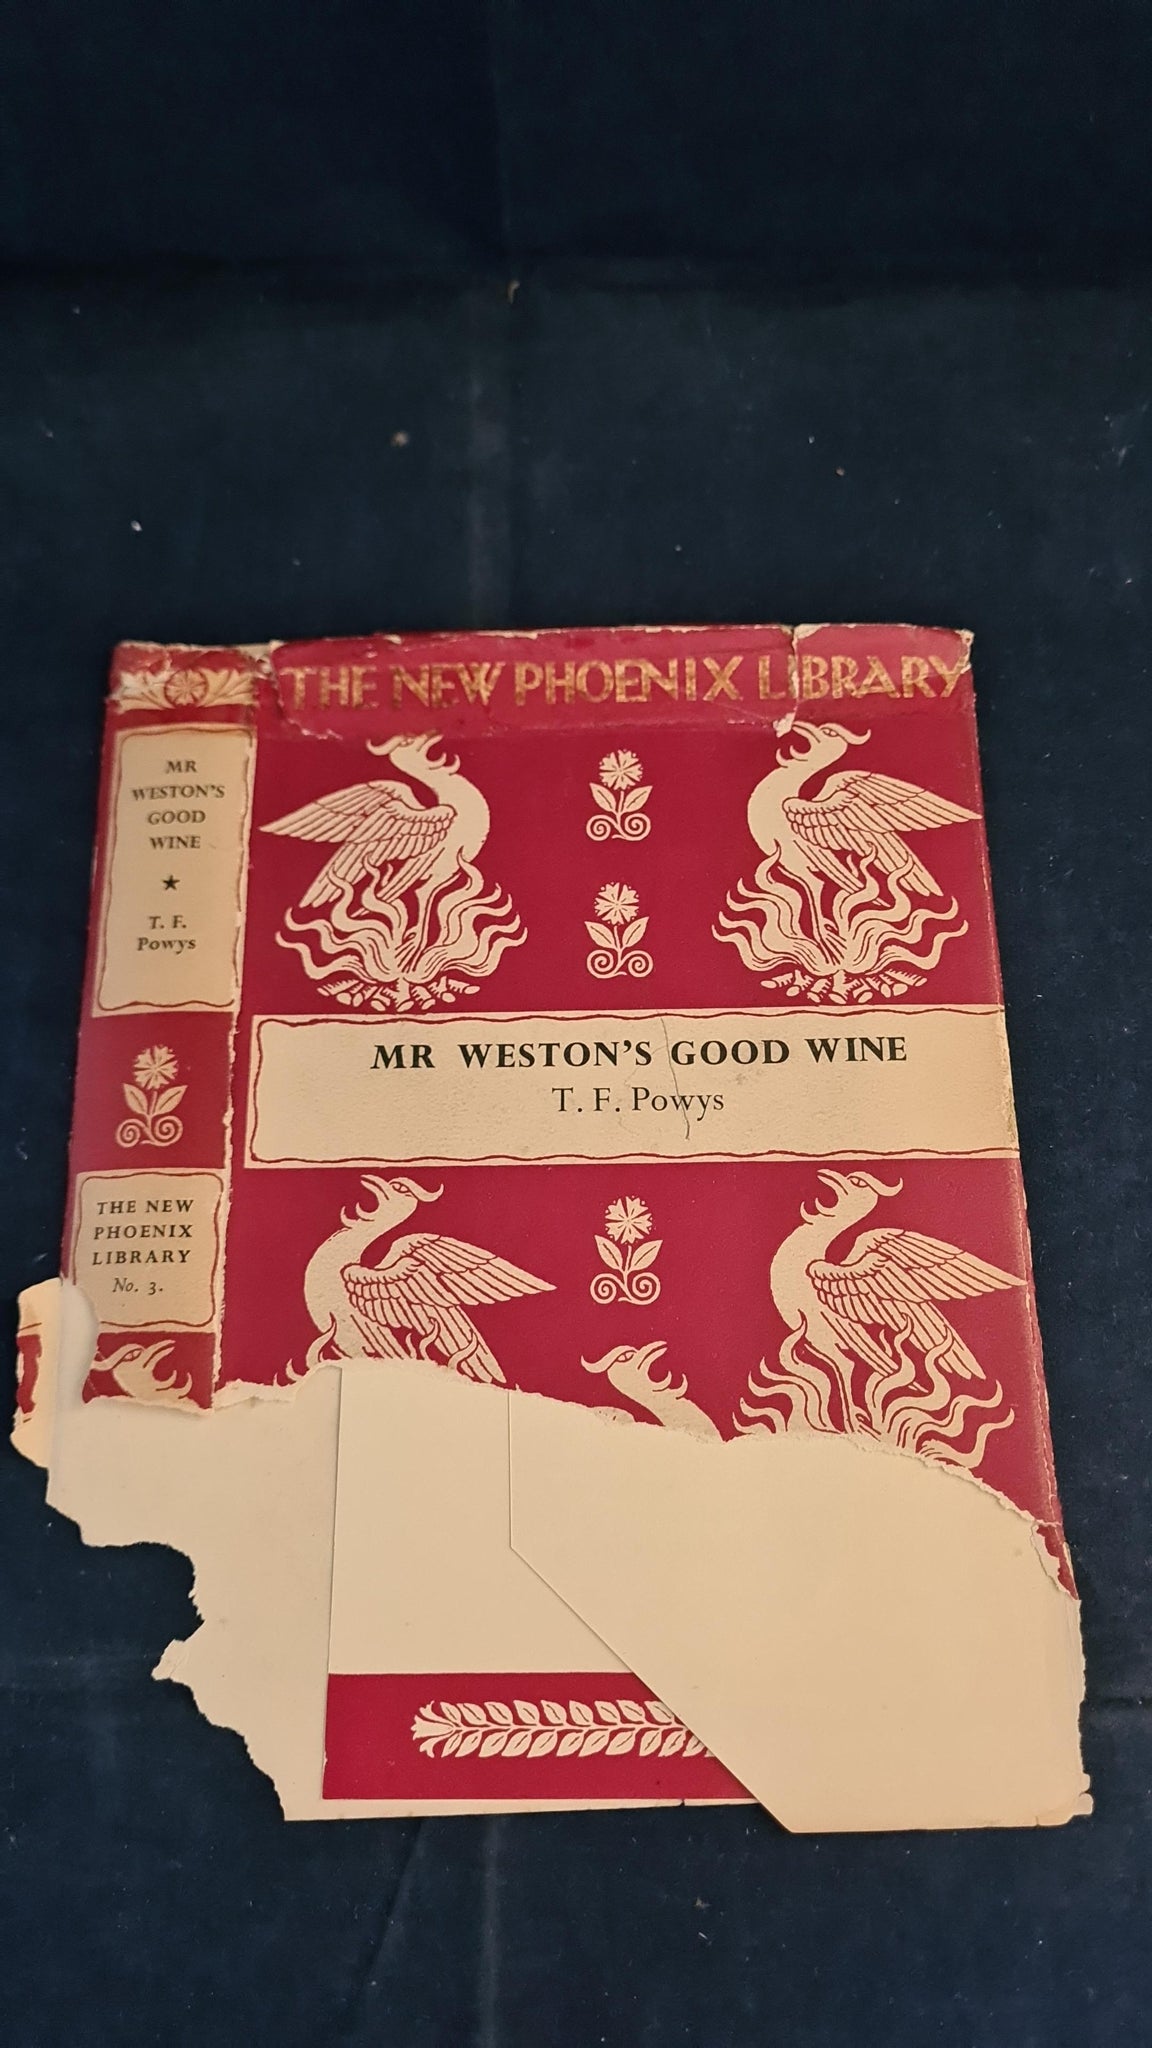 THE NEW PHOENIX LIBRARY
MR
WESTON'S
GOOD
WINE
★
T. F.
Powys
MR WESTON'S GOOD WINE
T. F. Powys
THE NEW
PHOENIX
LIBRARY
No. 3.